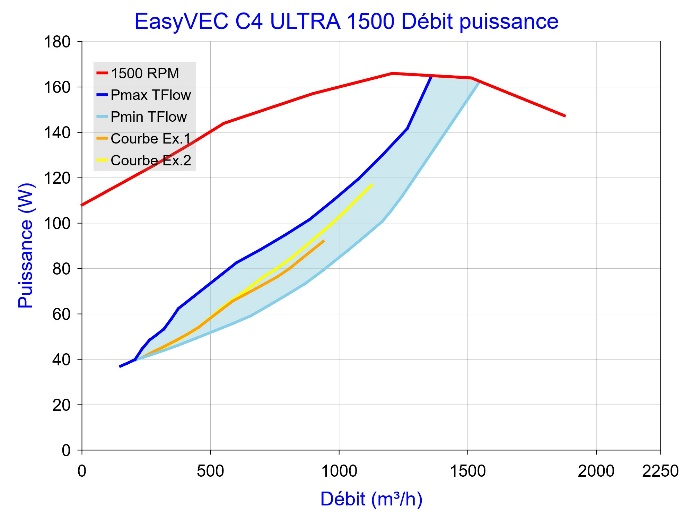 EasyVEC C4 ULTRA 1500 Débit puissance
180
160
140
120
100
80
60
40
20
0
Puissance (W)
1500 RPM
Pmax TFlow
Pmin TFlow
Courbe Ex.1
Courbe Ex.2
0 500 1000 1500 2000 2250
Débit (m³/h)